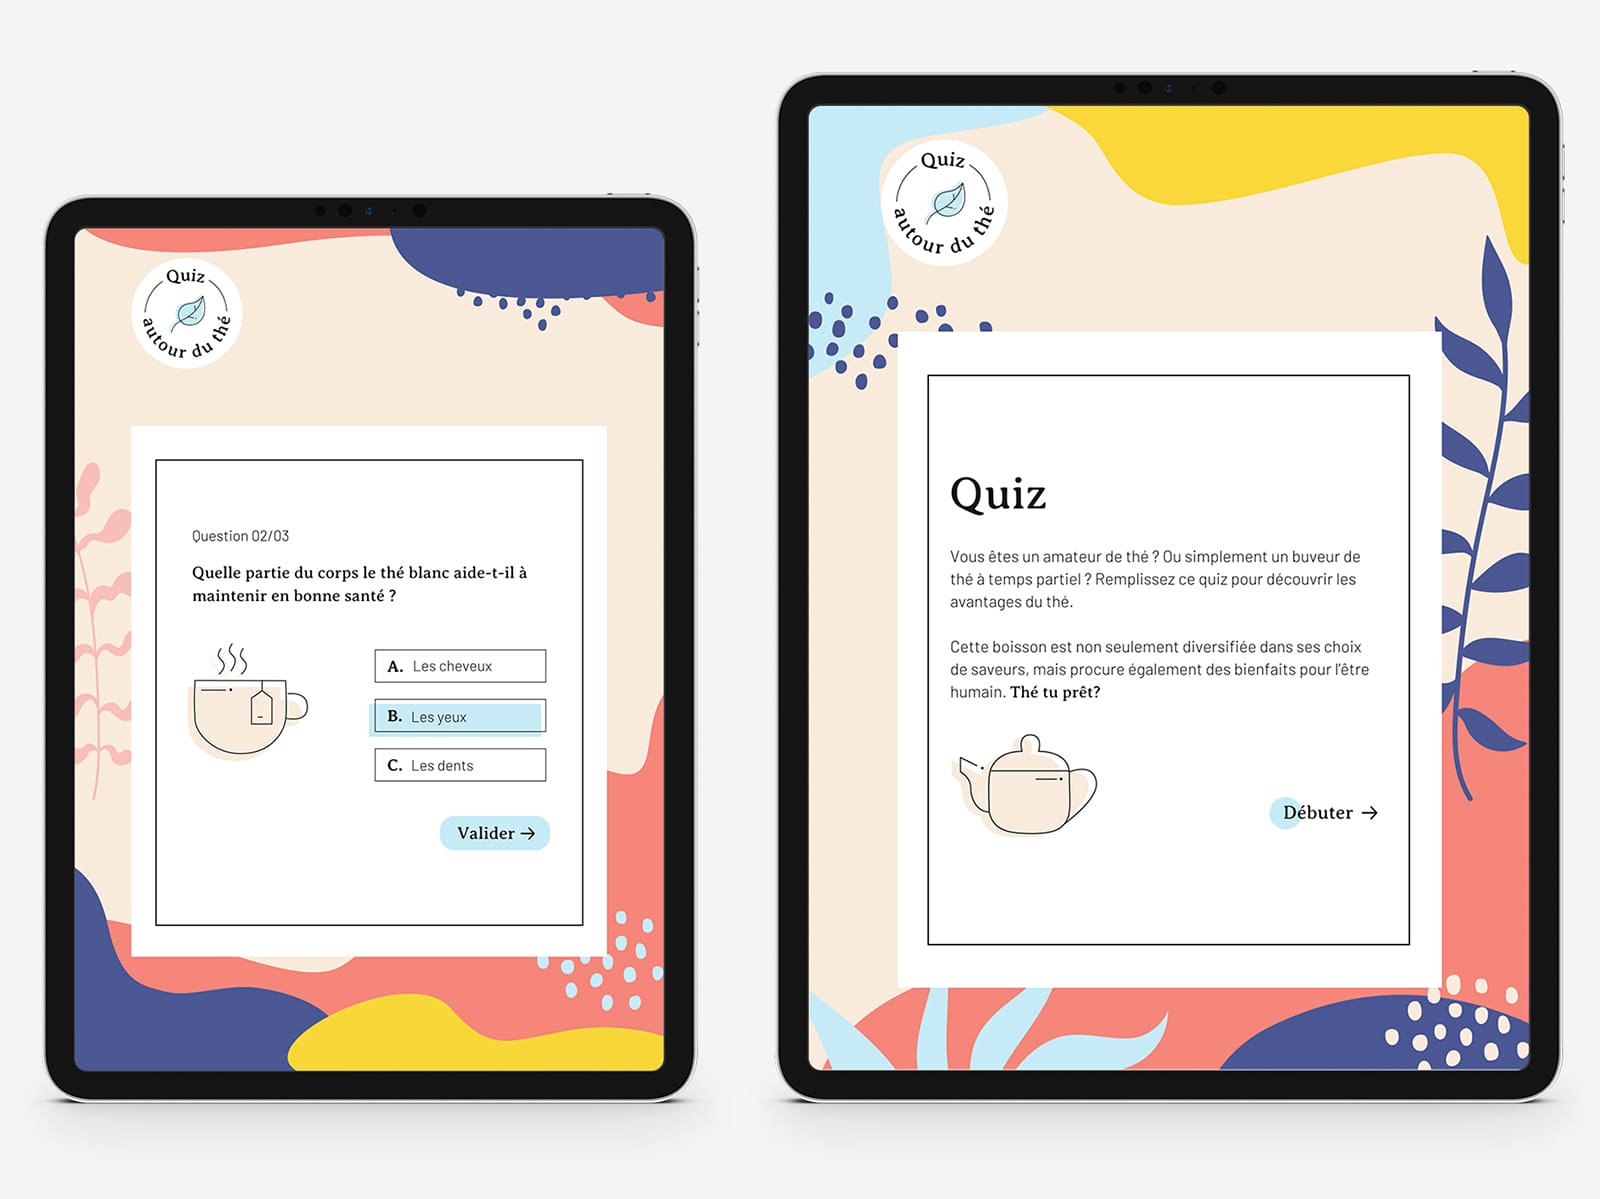 Quiz
autour du thé
Question 02/03
Quelle partie du corps le thé blanc aide-t-il à
maintenir en bonne santé ?
A. Les cheveux
B. Les yeux
C. Les dents
Valider →
Quiz
autour du thé
Quiz
Vous êtes un amateur de thé ? Ou simplement un buveur de
thé à temps partiel ? Remplissez ce quiz pour découvrir les
avantages du thé.
Cette boisson est non seulement diversifiée dans ses choix
de saveurs, mais procure également des bienfaits pour l'être
humain. Thé tu prêt?
Débuter →